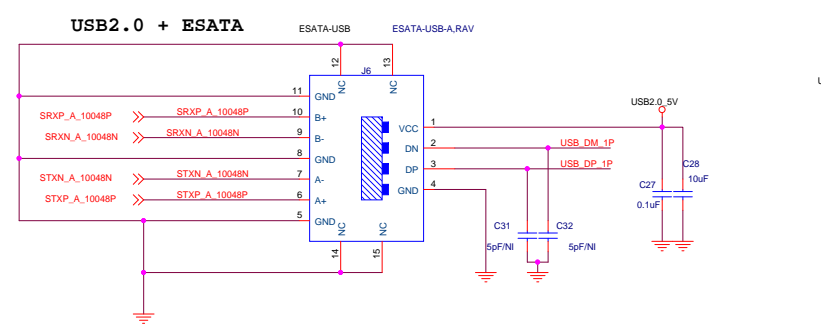 USB2.0 + ESATA
ESATA-USB
ESATA-USB-A,RAV
J6
12
13
NC
NC
11
GND
SRXP_A_10048P
SRXP_A_10048P
10
B+
SRXN_A_10048N
SRXN_A_10048N
9
B-
8
GND
STXN_A_10048N
STXN_A_10048N
7
A-
STXP_A_10048P
STXP_A_10048P
6
A+
5
GND
NC
NC
14
15
VCC
1
DN
2
USB_DM_1P
DP
3
USB_DP_1P
GND
4
USB2.0_5V
C31
5pF/NI
C32
5pF/NI
C27
0.1uF
C28
10uF